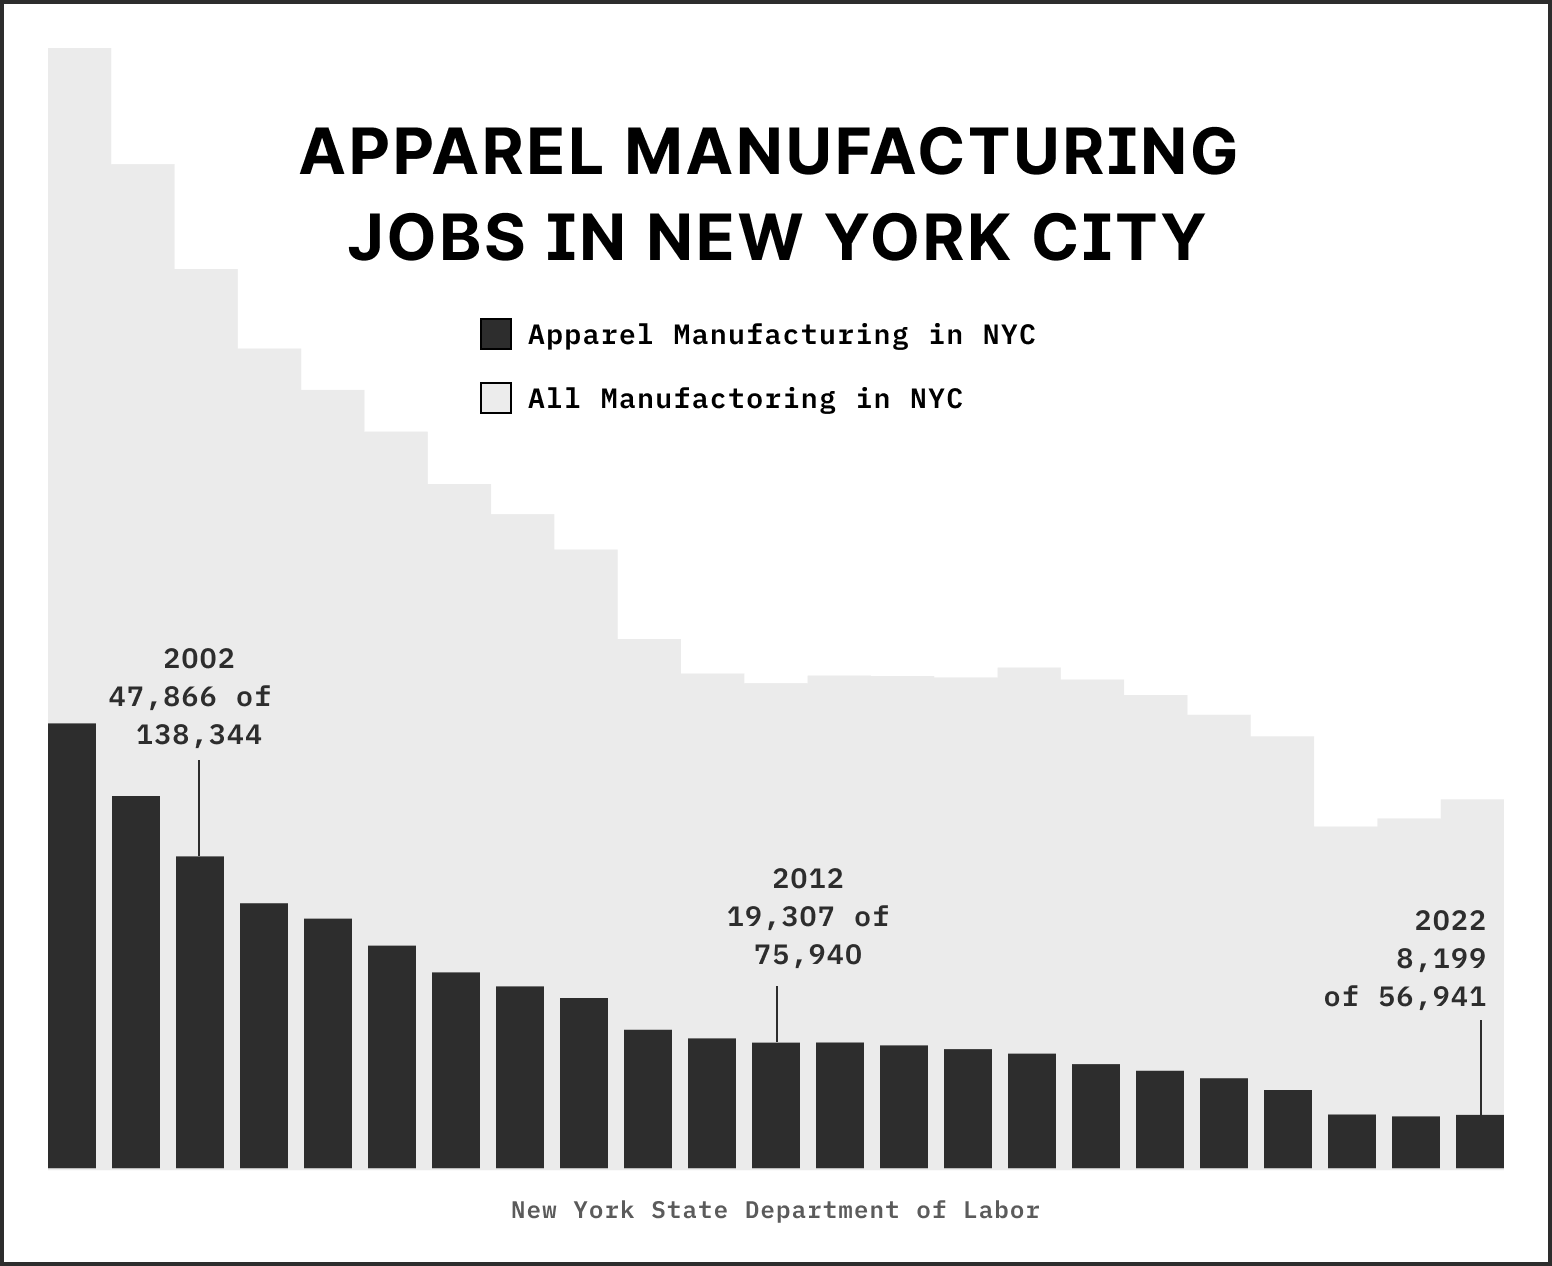 APPAREL MANUFACTURING
JOBS IN NEW YORK CITY
Apparel Manufacturing in NYC
All Manufactoring in NYC
2002
47,866 of
138,344
2012
19,307 of
75,940
2022
8,199
of 56,941
New York State Department of Labor